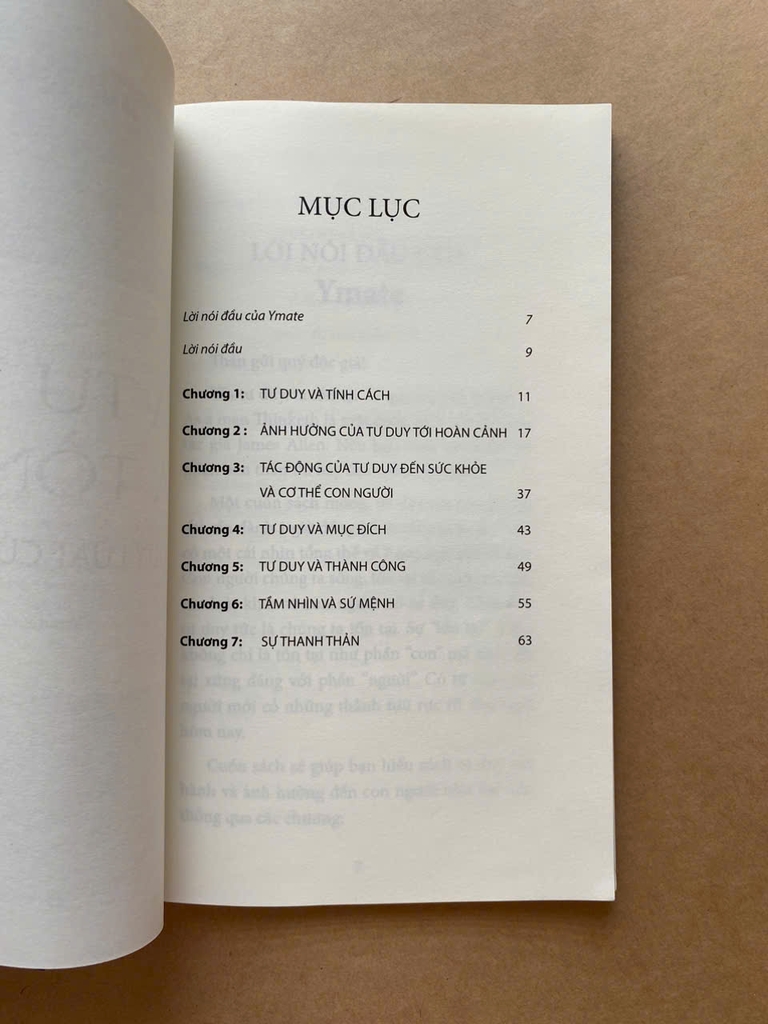 MỤC LỤC
Lời nói đầu của Ymate 7
Lời nói đầu 9
Chương 1: TƯ DUY VÀ TÍNH CÁCH 11
Chương 2 : ẢNH HƯỞNG CỦA TƯ DUY TỚI HOÀN CẢNH 17
Chương 3: TÁC ĐỘNG CỦA TƯ DUY ĐẾN SỨC KHỎE
VÀ CƠ THỂ CON NGƯỜI 37
Chương 4: TƯ DUY VÀ MỤC ĐÍCH 43
Chương 5: TƯ DUY VÀ THÀNH CÔNG 49
Chương 6: TẦM NHÌN VÀ SỨ MỆNH 55
Chương 7: SỰ THANH THẢN 63